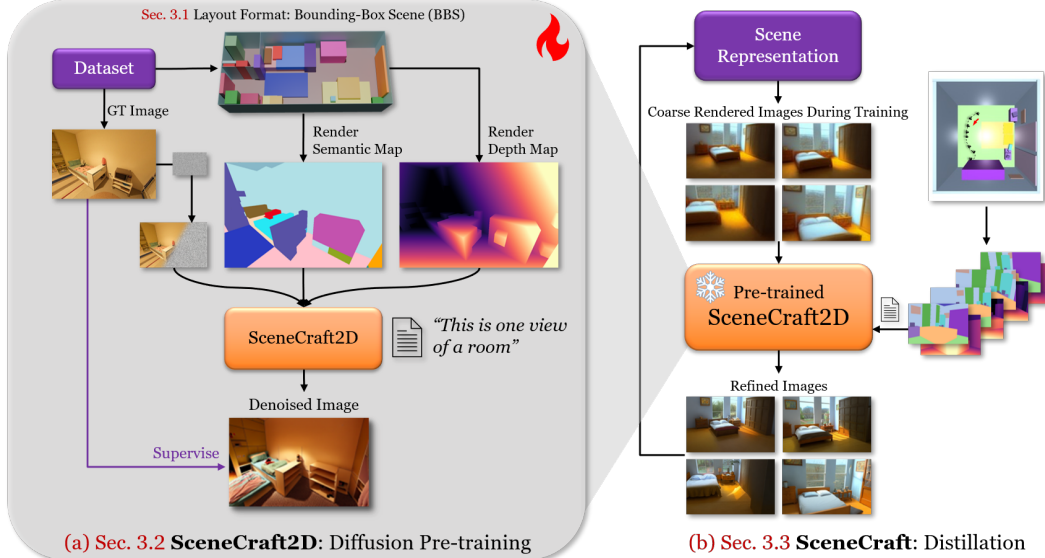 Sec. 3.1 Layout Format: Bounding-Box Scene (BBS)
Dataset
GT Image
Render
Semantic Map
Render
Depth Map
SceneCraft2D
“This is one view
of a room”
Denoised Image
Supervise
(a) Sec. 3.2 SceneCraft2D: Diffusion Pre-training
Scene
Representation
Coarse Rendered Images During Training
Pre-trained
SceneCraft2D
Refined Images
(b) Sec. 3.3 SceneCraft: Distillation